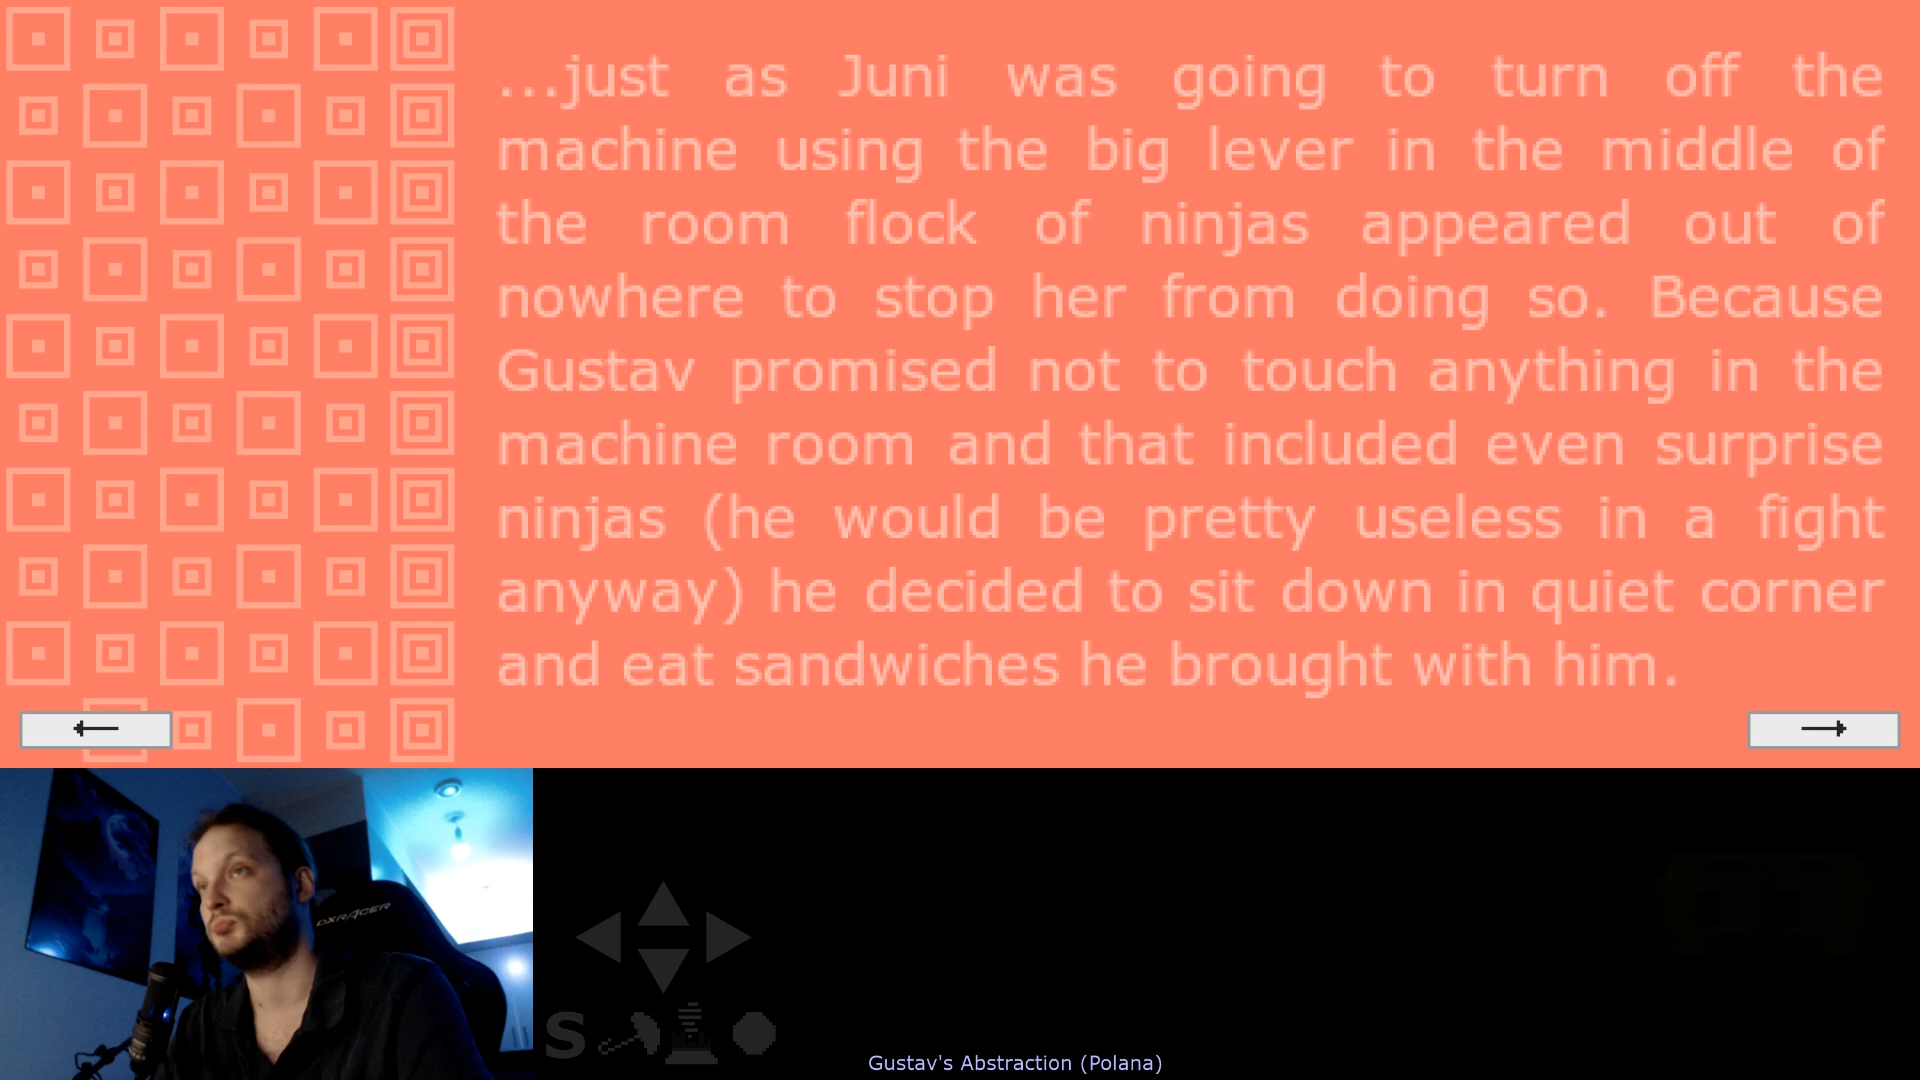 ...just as Juni was going to turn off the
machine using the big lever in the middle of
the room flock of ninjas appeared out of
nowhere to stop her from doing so. Because
Gustav promised not to touch anything in the
machine room and that included even surprise
ninjas (he would be pretty useless in a fight
anyway) he decided to sit down in quiet corner
and eat sandwiches he brought with him.
DXRACER
S
Gustav's Abstraction (Polana)